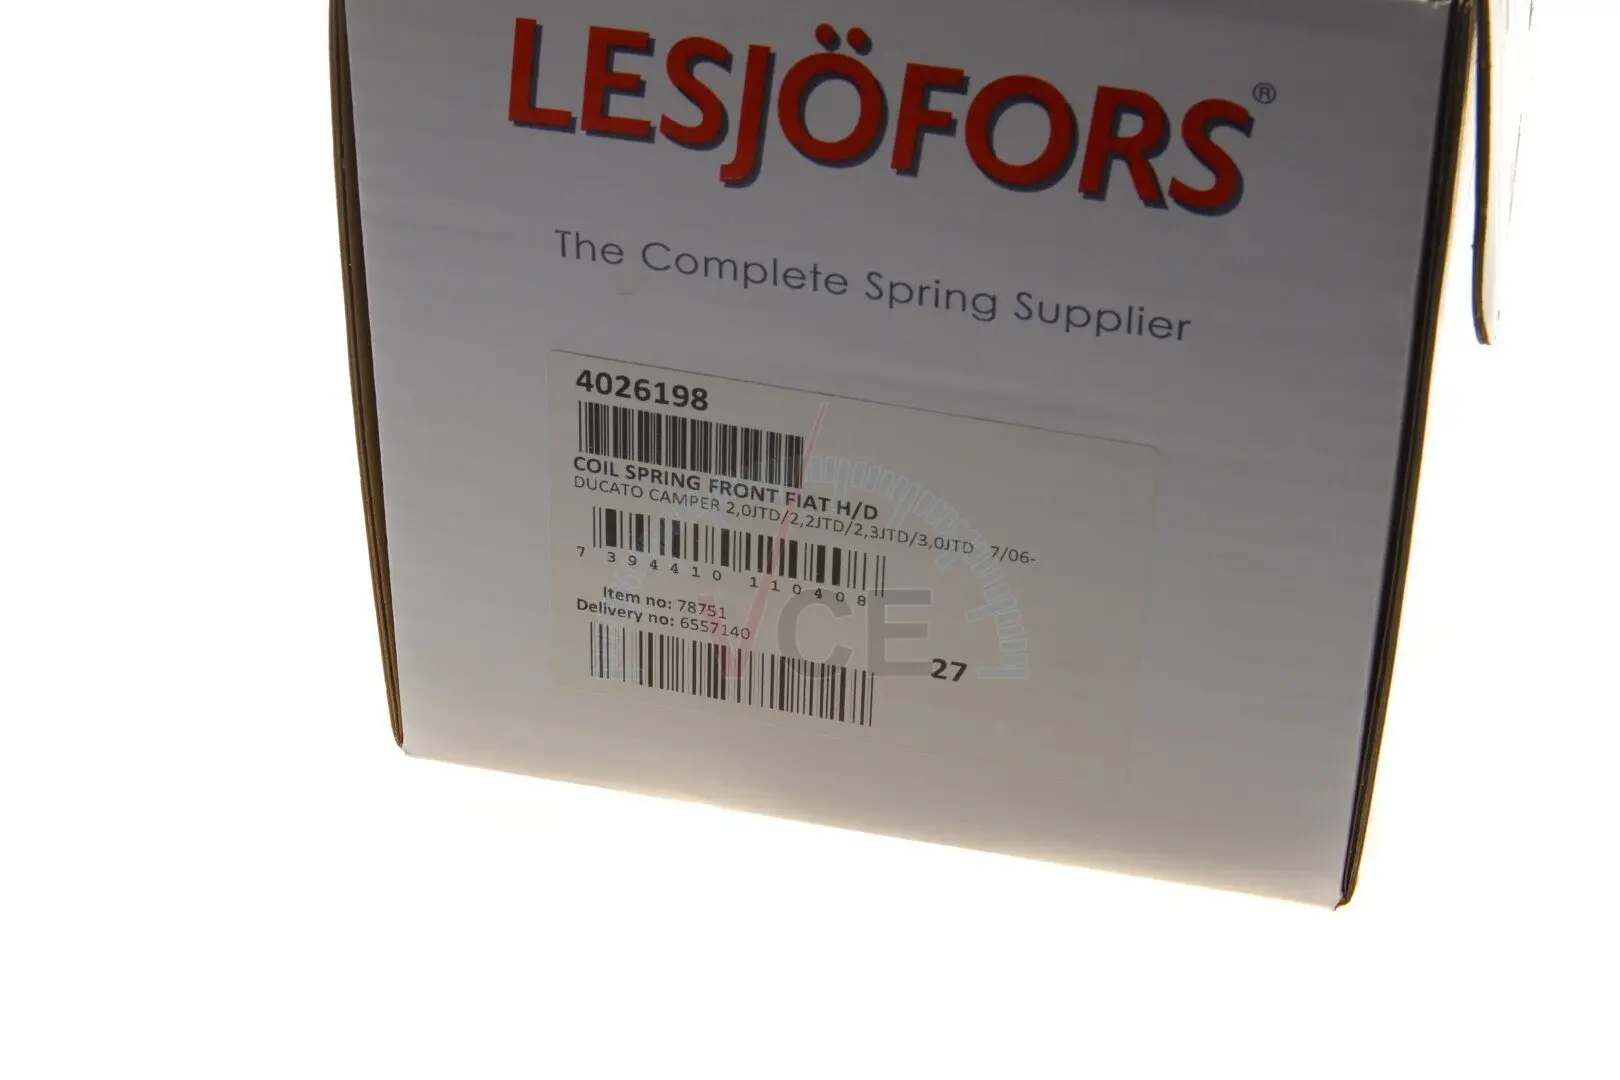 LESJÖFORS®
The Complete Spring Supplier
4026198
COIL SPRING FRONT FIAT H/D
DUCATO CAMPER 2,0JTD/2,2JTD/2,3JTD/3,0JTD 7/06-
7 394410 110408
Item no: 78751
Delivery no: 6557140
27
VCE